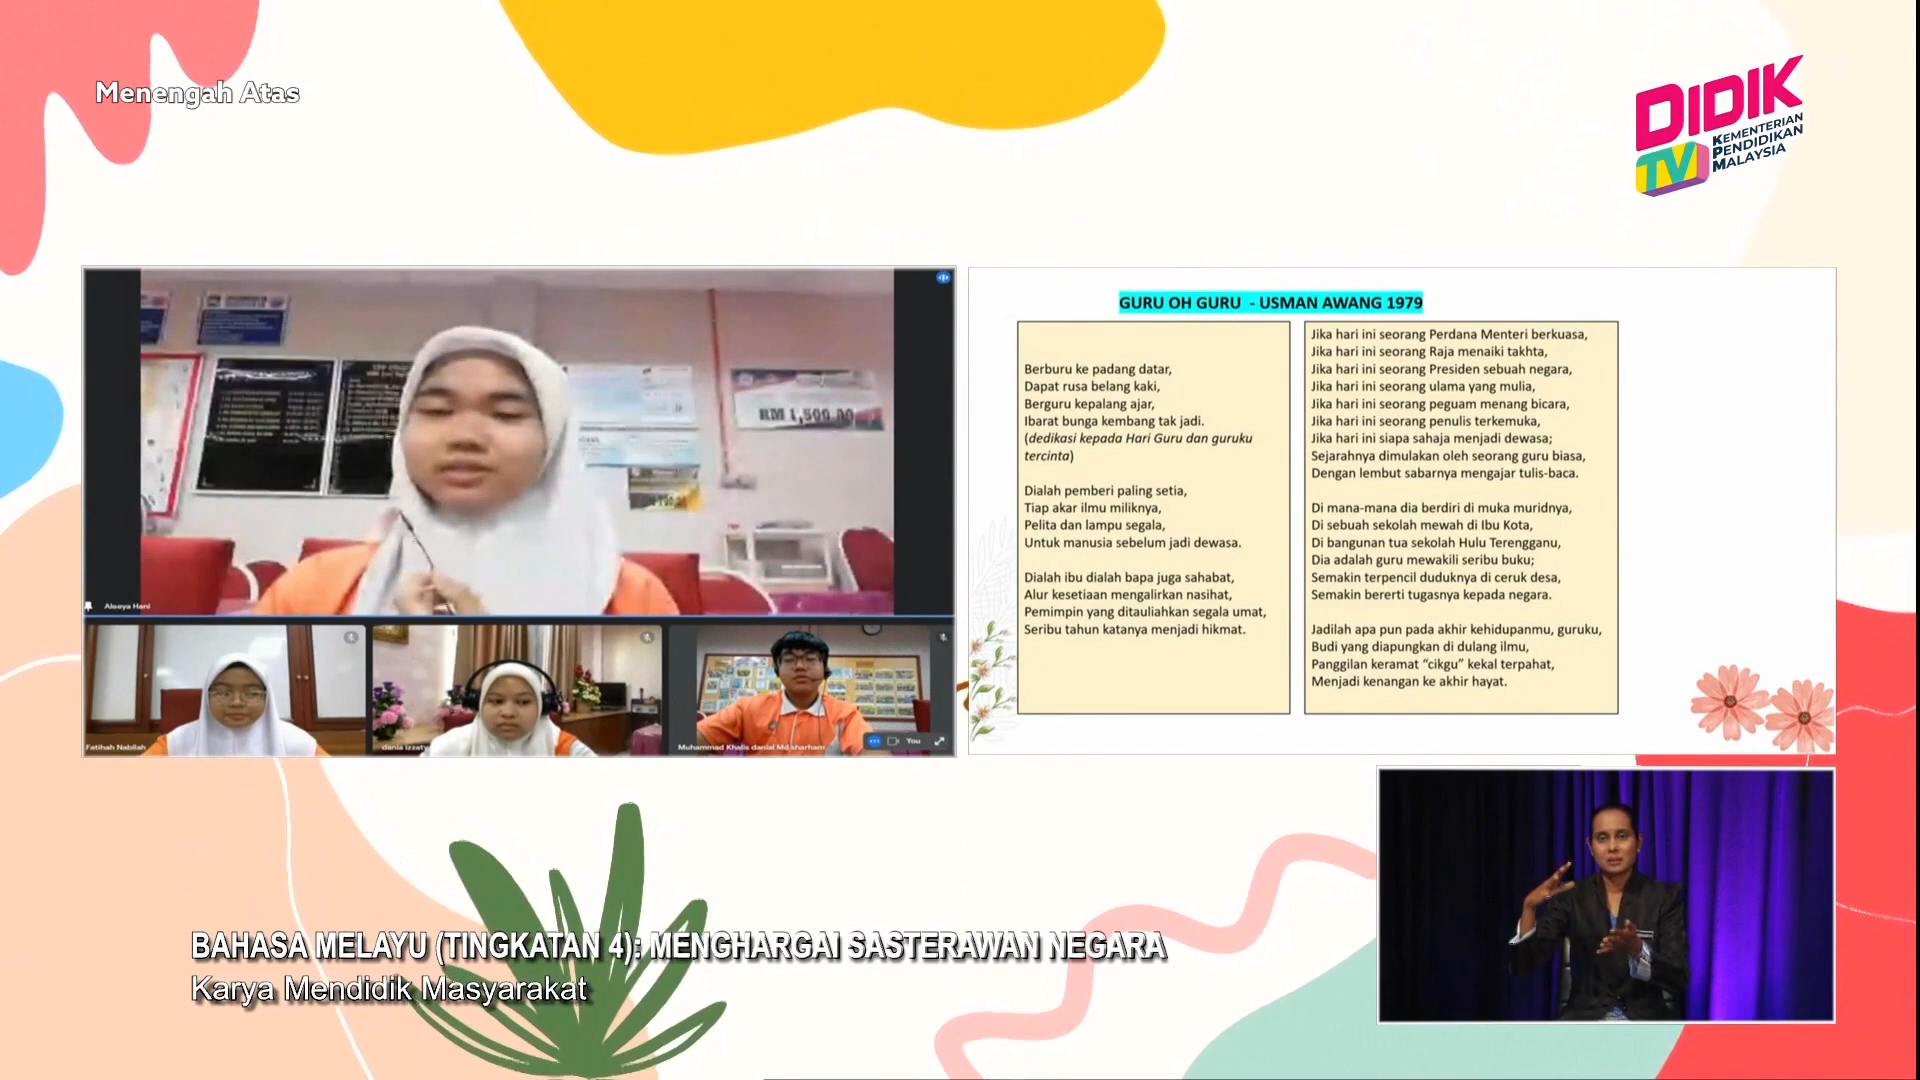 Menengah Atas
DIDIK
TV
KEMENTERIAN
PENDIDIKAN
MALAYSIA
RM 1,500.00
Aleeya Hani
Fatihah Nabilah
dania izzaty
Muhammad Khalis danial Md sharham
You
GURU OH GURU - USMAN AWANG 1979
Berburu ke padang datar,
Dapat rusa belang kaki,
Berguru kepalang ajar,
Ibarat bunga kembang tak jadi.
(dedikasi kepada Hari Guru dan guruku
tercinta)
Dialah pemberi paling setia,
Tiap akar ilmu miliknya,
Pelita dan lampu segala,
Untuk manusia sebelum jadi dewasa.
Dialah ibu dialah bapa juga sahabat,
Alur kesetiaan mengalirkan nasihat,
Pemimpin yang ditauliahkan segala umat,
Seribu tahun katanya menjadi hikmat.
Jika hari ini seorang Perdana Menteri berkuasa,
Jika hari ini seorang Raja menaiki takhta,
Jika hari ini seorang Presiden sebuah negara,
Jika hari ini seorang ulama yang mulia,
Jika hari ini seorang peguam menang bicara,
Jika hari ini seorang penulis terkemuka,
Jika hari ini siapa sahaja menjadi dewasa;
Sejarahnya dimulakan oleh seorang guru biasa,
Dengan lembut sabarnya mengajar tulis-baca.
Di mana-mana dia berdiri di muka muridnya,
Di sebuah sekolah mewah di Ibu Kota,
Di bangunan tua sekolah Hulu Terengganu,
Dia adalah guru mewakili seribu buku;
Semakin terpencil duduknya di ceruk desa,
Semakin bererti tugasnya kepada negara.
Jadilah apa pun pada akhir kehidupanmu, guruku,
Budi yang diapungkan di dulang ilmu,
Panggilan keramat “cikgu” kekal terpahat,
Menjadi kenangan ke akhir hayat.
BAHASA MELAYU (TINGKATAN 4): MENGHARGAI SASTERAWAN NEGARA
Karya Mendidik Masyarakat